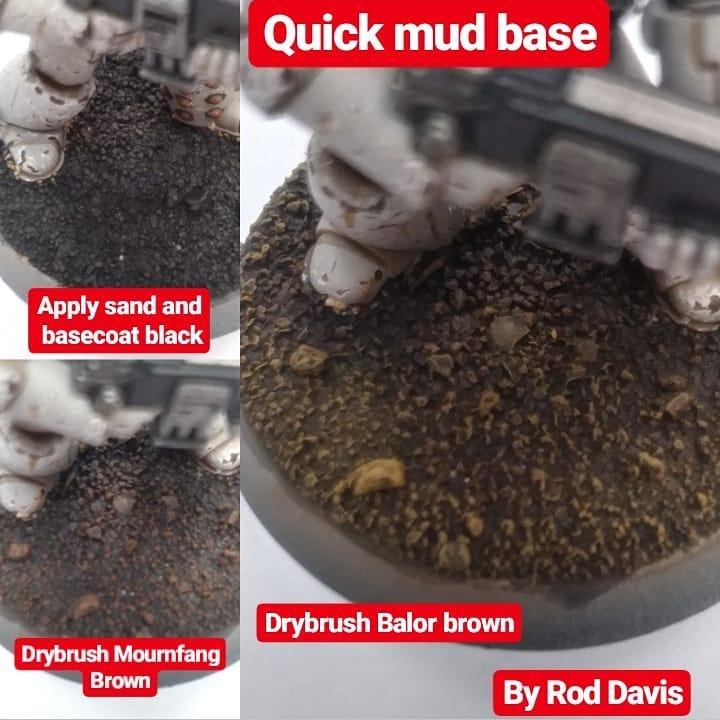 Quick mud base
Apply sand and
basecoat black
Drybrush Mournfang
Brown
Drybrush Balor brown
By Rod Davis